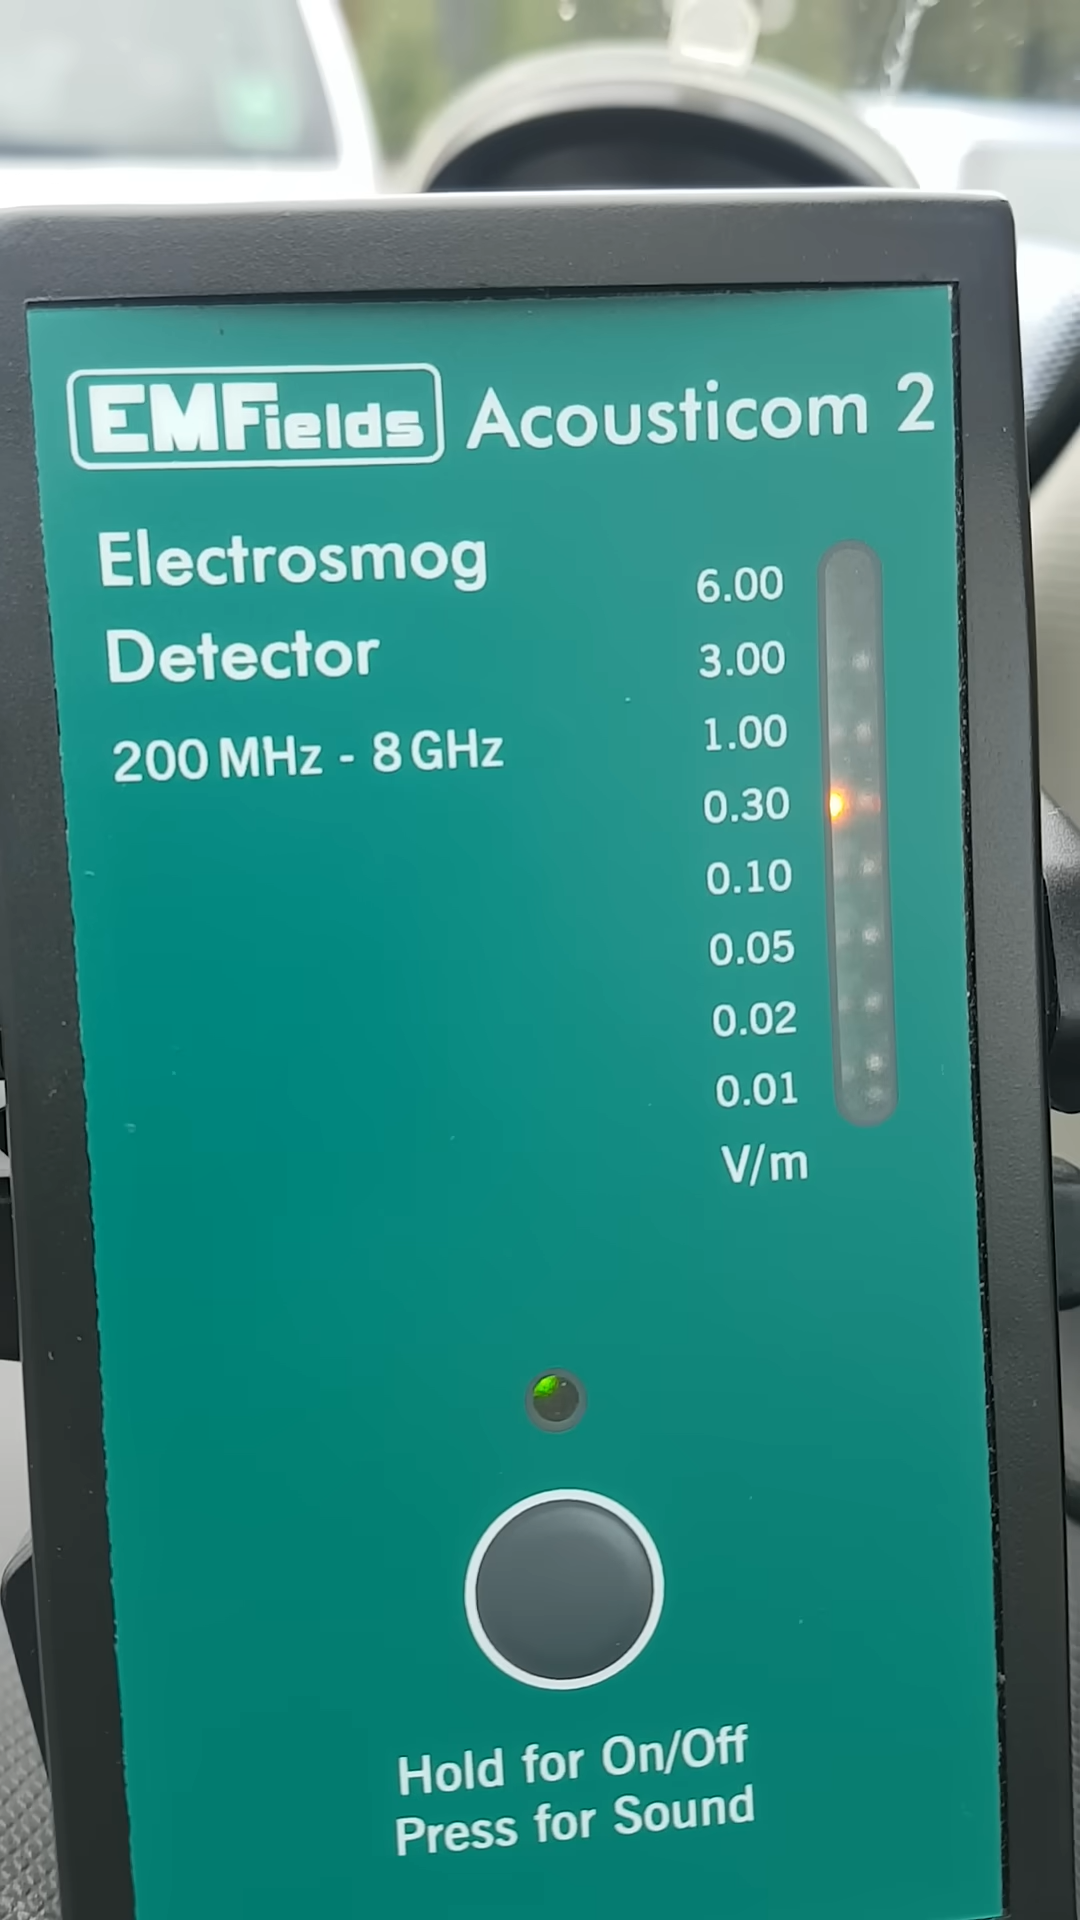 EMFields Acousticom 2
Electrosmog
Detector
200 MHz - 8 GHz
6.00
3.00
1.00
0.30
0.10
0.05
0.02
0.01
V/m
Hold for On/Off
Press for Sound